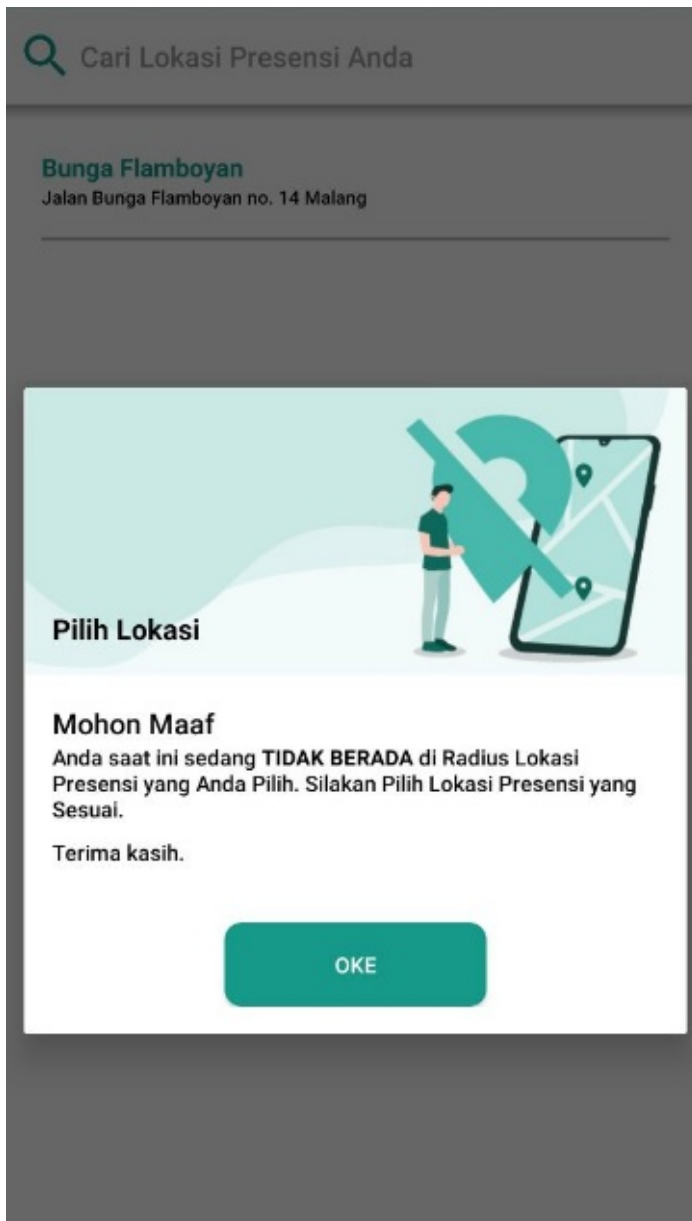 Cari Lokasi Presensi Anda
Bunga Flamboyan
Jalan Bunga Flamboyan no. 14 Malang
Pilih Lokasi
Mohon Maaf
Anda saat ini sedang TIDAK BERADA di Radius Lokasi
Presensi yang Anda Pilih. Silakan Pilih Lokasi Presensi yang
Sesuai.
Terima kasih.
OKE